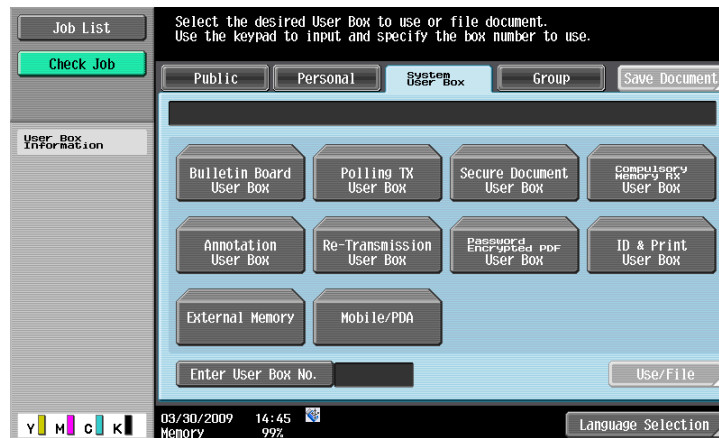 Job List
Check Job
Select the desired User Box to use or file document.
Use the keypad to input and specify the box number to use.
Public
Personal
System
User Box
Group
Save Document
User Box
Information
Bulletin Board
User Box
Polling TX
User Box
Secure Document
User Box
Compulsory
Memory RX
User Box
Annotation
User Box
Re-Transmission
User Box
Password
Encrypted PDF
User Box
ID & Print
User Box
External Memory
Mobile/PDA
Enter User Box No.
Use/File
Y M C K
03/30/2009 14:45
Memory 99%
Language Selection